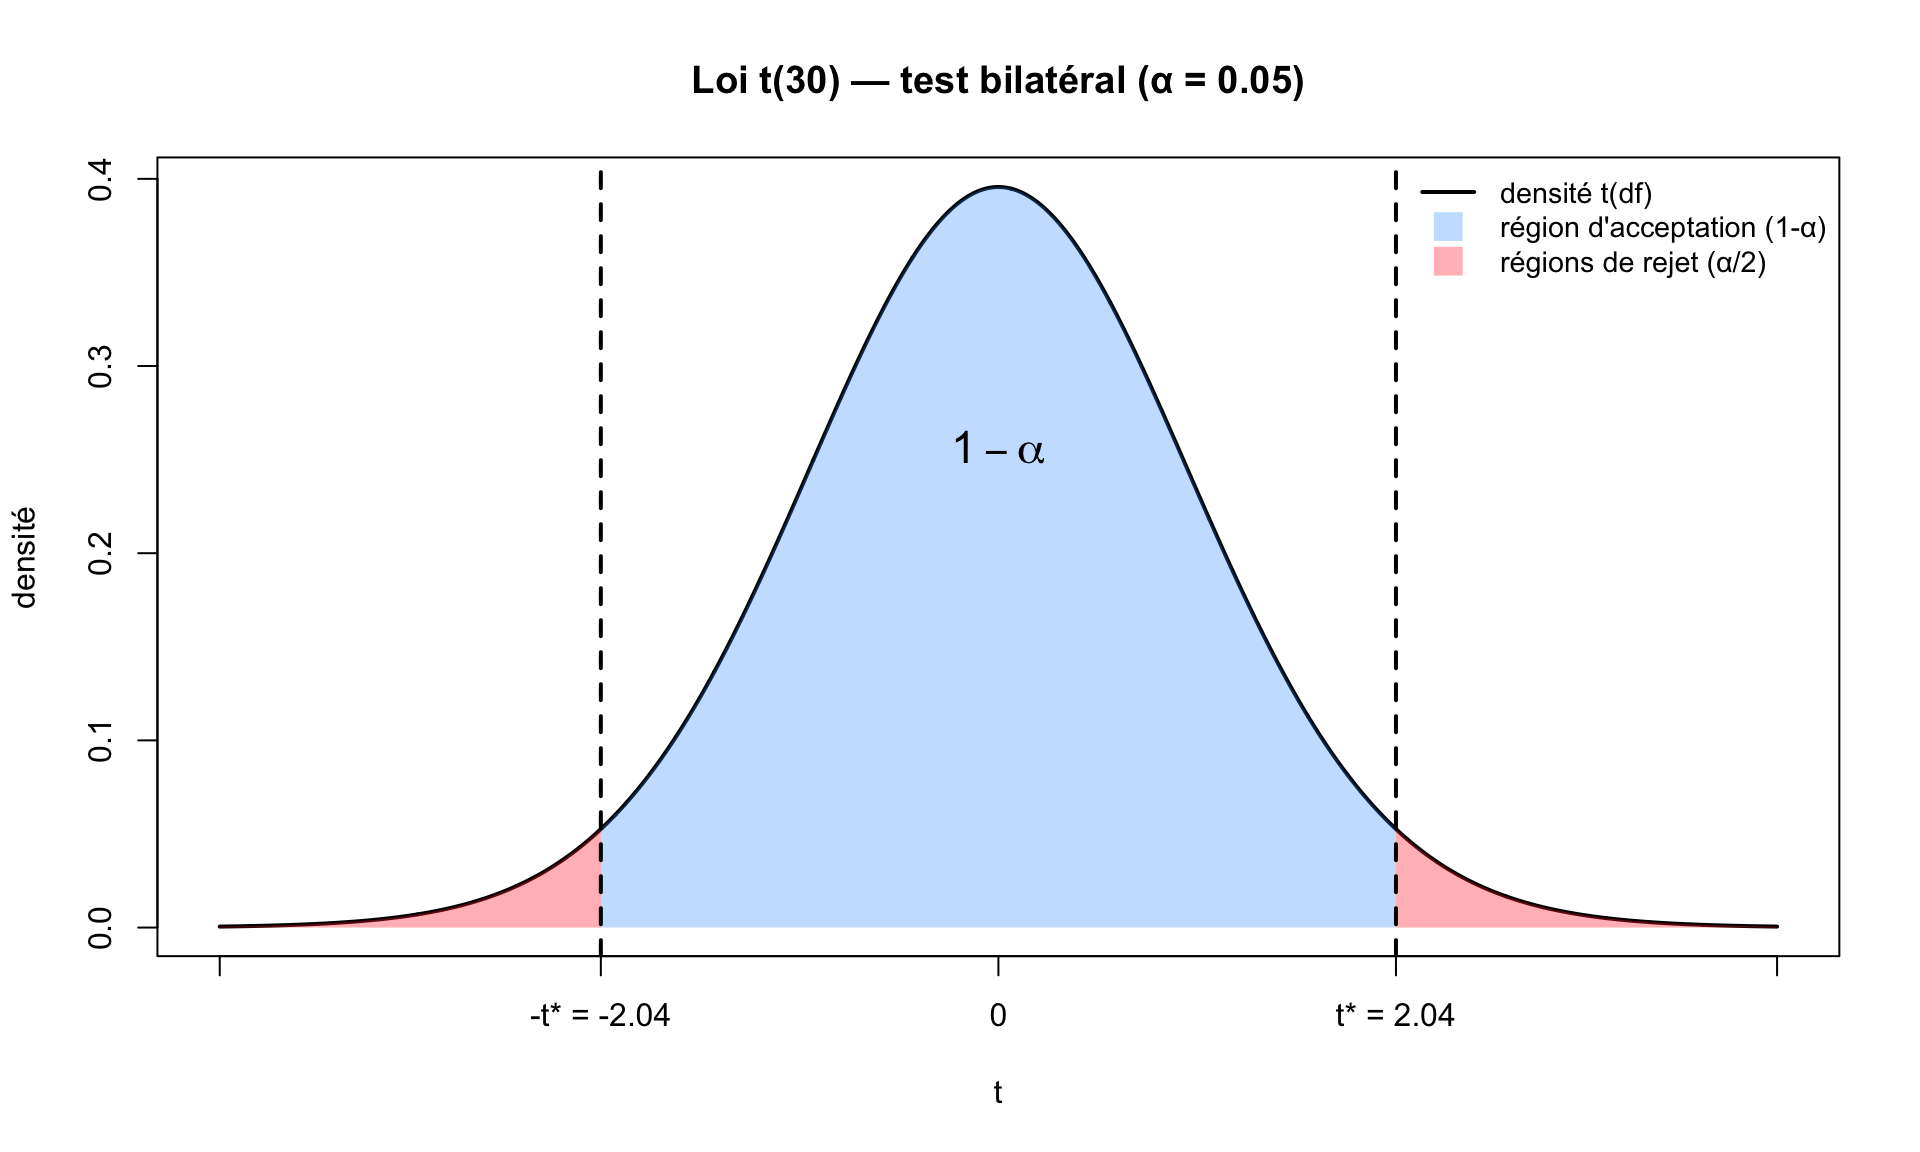 Loi t(30) — test bilatéral (α = 0.05)
densité t(df)
région d'acceptation (1-α)
régions de rejet (α/2)
1 – α
densité
0.4
0.3
0.2
0.1
0.0
-t* = -2.04
0
t* = 2.04
t